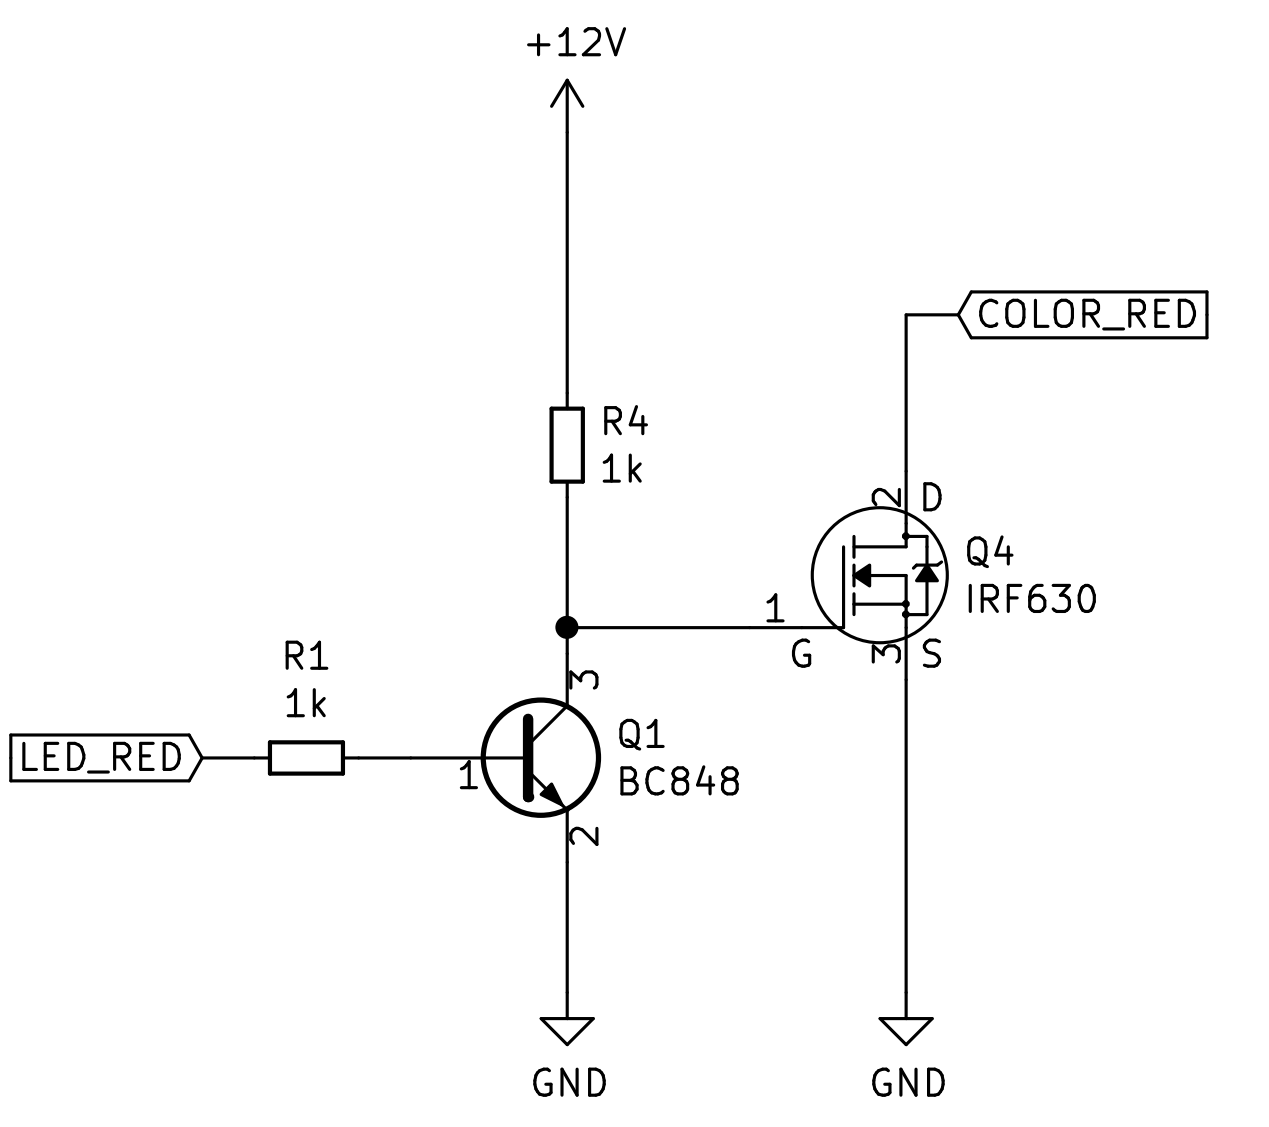 +12V
COLOR_RED
R4
1k
2
D
Q4
IRF630
1
G
3
S
R1
1k
3
Q1
BC848
LED_RED
1
2
GND
GND